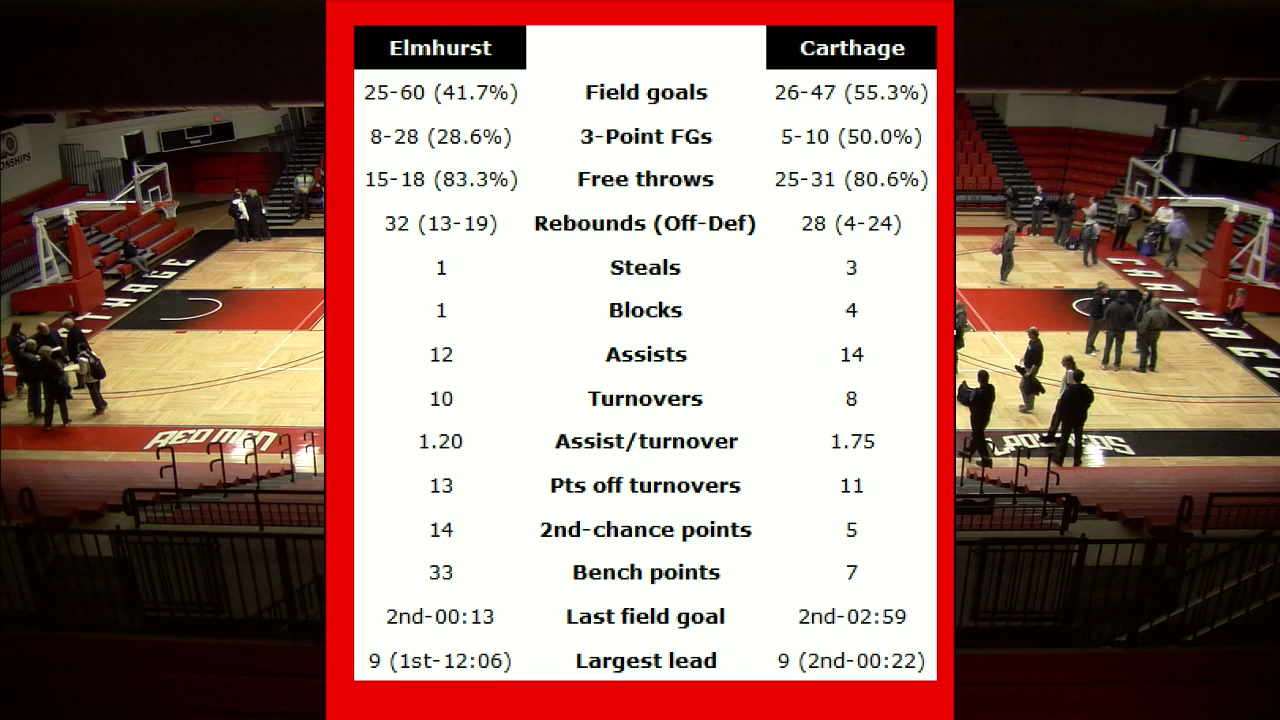 Elmhurst Carthage
25-60 (41.7%) Field goals 26-47 (55.3%)
8-28 (28.6%) 3-Point FGs 5-10 (50.0%)
15-18 (83.3%) Free throws 25-31 (80.6%)
32 (13-19) Rebounds (Off-Def) 28 (4-24)
1 Steals 3
1 Blocks 4
12 Assists 14
10 Turnovers 8
1.20 Assist/turnover 1.75
13 Pts off turnovers 11
14 2nd-chance points 5
33 Bench points 7
2nd-00:13 Last field goal 2nd-02:59
9 (1st-12:06) Largest lead 9 (2nd-00:22)
RED MEN
CARTHAGE